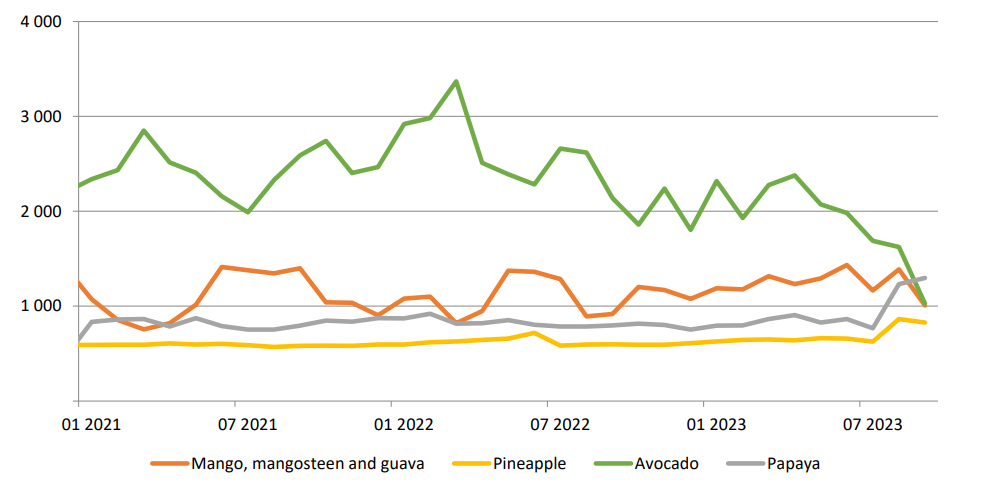 4 000
3 000
2 000
1 000
01 2021 07 2021 01 2022 07 2022 01 2023 07 2023
Mango, mangosteen and guava Pineapple Avocado Papaya